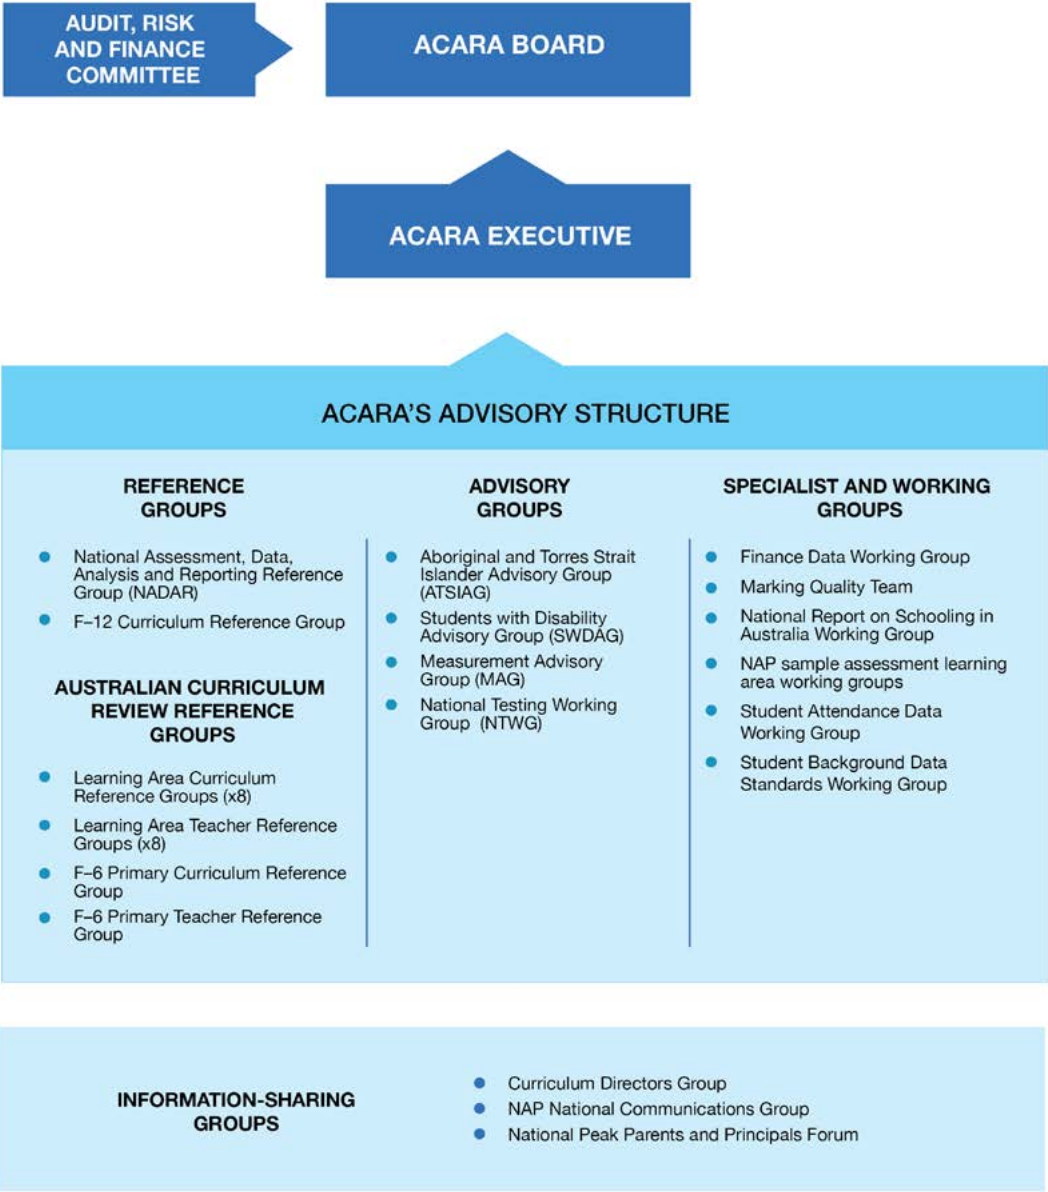 AUDIT, RISK
AND FINANCE
COMMITTEE
ACARA BOARD
ACARA EXECUTIVE
ACARA’S ADVISORY STRUCTURE
REFERENCE
GROUPS
National Assessment, Data,
Analysis and Reporting Reference
Group (NADAR)
F–12 Curriculum Reference Group
AUSTRALIAN CURRICULUM
REVIEW REFERENCE
GROUPS
Learning Area Curriculum
Reference Groups (x8)
Learning Area Teacher Reference
Groups (x8)
F–6 Primary Curriculum Reference
Group
F–6 Primary Teacher Reference
Group
ADVISORY
GROUPS
Aboriginal and Torres Strait
Islander Advisory Group
(ATSIAG)
Students with Disability
Advisory Group (SWDAG)
Measurement Advisory
Group (MAG)
National Testing Working
Group (NTWG)
SPECIALIST AND WORKING
GROUPS
Finance Data Working Group
Marking Quality Team
National Report on Schooling in
Australia Working Group
NAP sample assessment learning
area working groups
Student Attendance Data
Working Group
Student Background Data
Standards Working Group
INFORMATION-SHARING
GROUPS
Curriculum Directors Group
NAP National Communications Group
National Peak Parents and Principals Forum